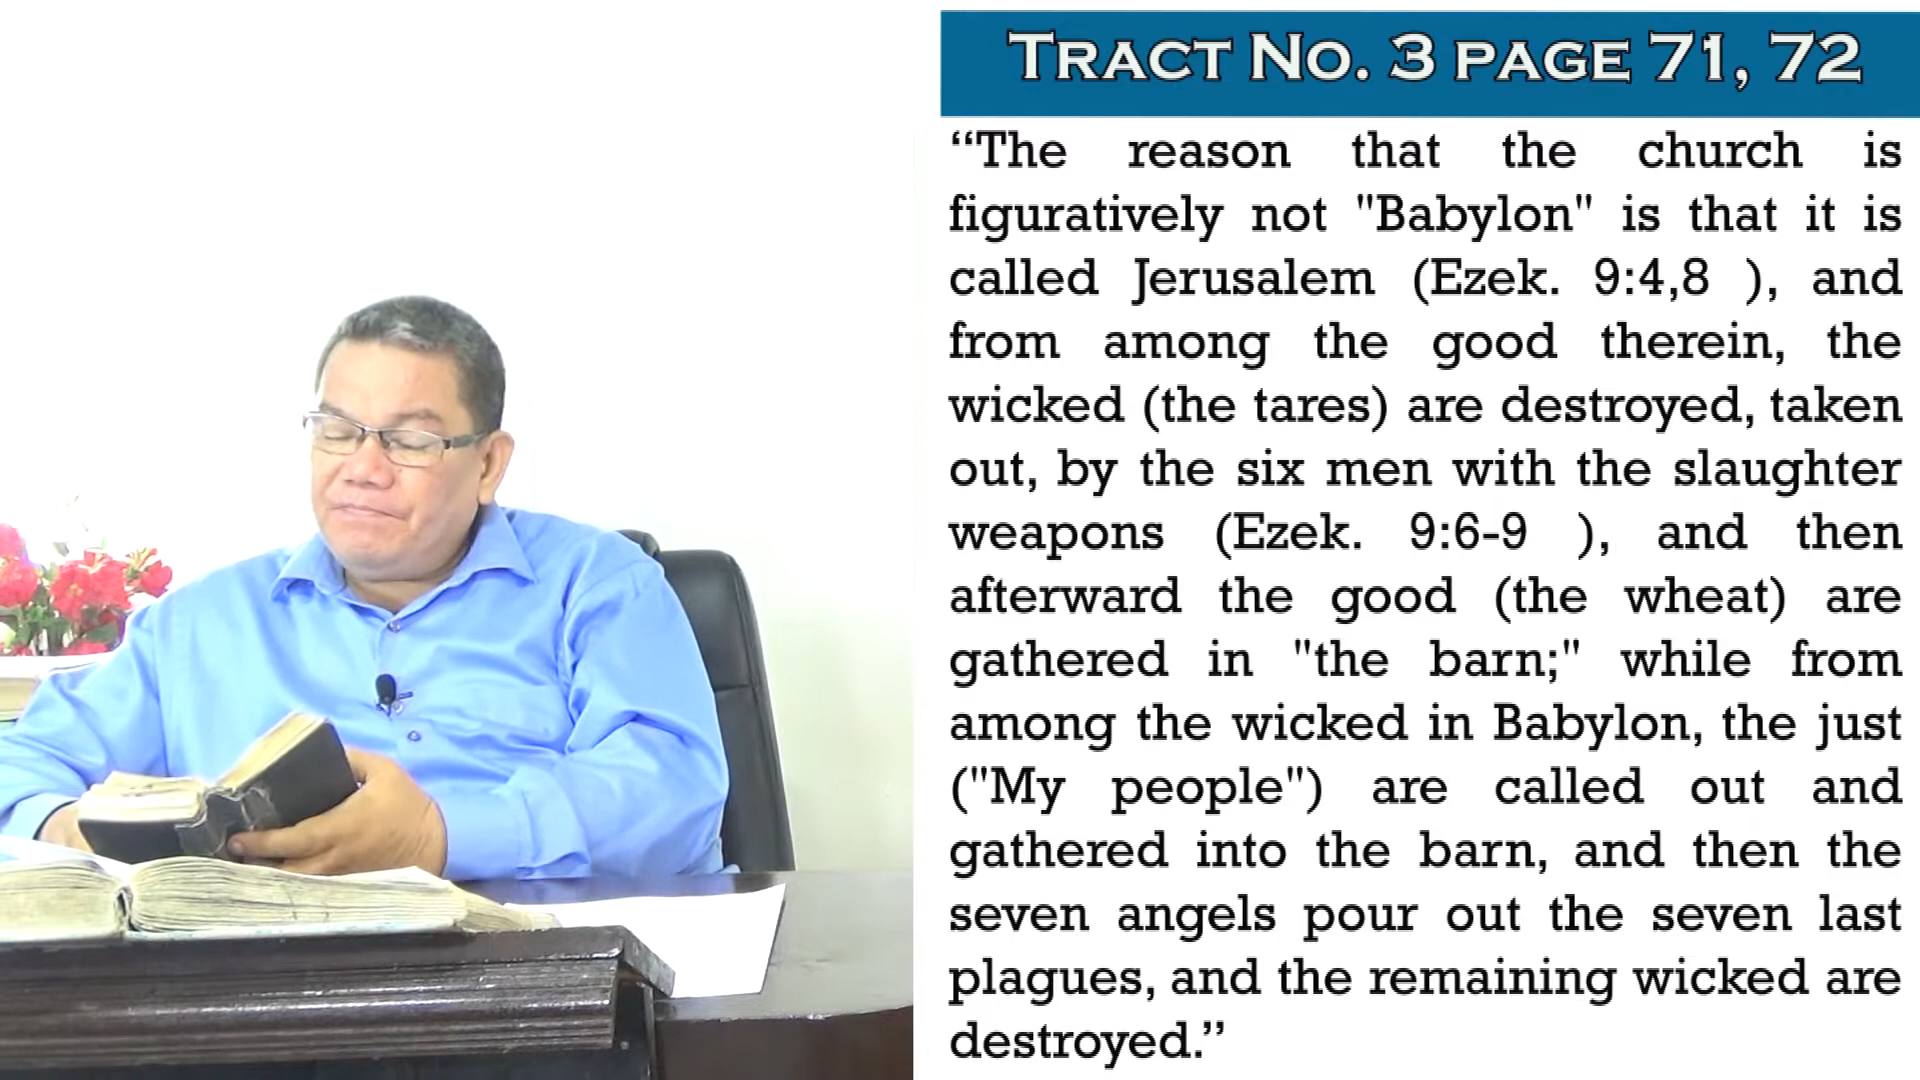 TRACT NO. 3 PAGE 71, 72
“The reason that the church is
figuratively not "Babylon" is that it is
called Jerusalem (Ezek. 9:4,8 ), and
from among the good therein, the
wicked (the tares) are destroyed, taken
out, by the six men with the slaughter
weapons (Ezek. 9:6-9 ), and then
afterward the good (the wheat) are
gathered in "the barn;" while from
among the wicked in Babylon, the just
("My people") are called out and
gathered into the barn, and then the
seven angels pour out the seven last
plagues, and the remaining wicked are
destroyed.”